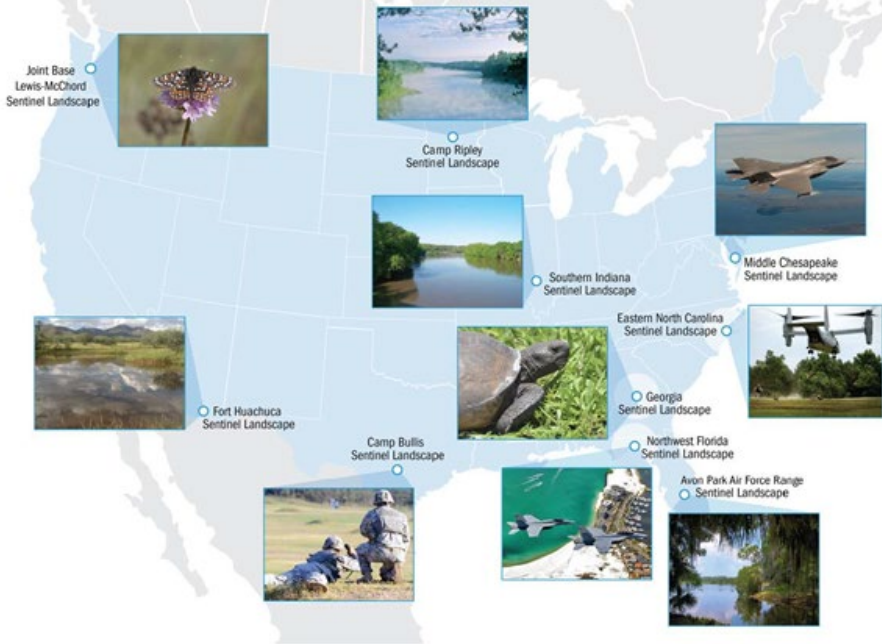 Joint Base
Lewis-McChord
Sentinel Landscape
Camp Ripley
Sentinel Landscape
Middle Chesapeake
Sentinel Landscape
Southern Indiana
Sentinel Landscape
Eastern North Carolina
Sentinel Landscape
Georgia
Sentinel Landscape
Fort Huachuca
Sentinel Landscape
Camp Bullis
Sentinel Landscape
Northwest Florida
Sentinel Landscape
Avon Park Air Force Range
Sentinel Landscape